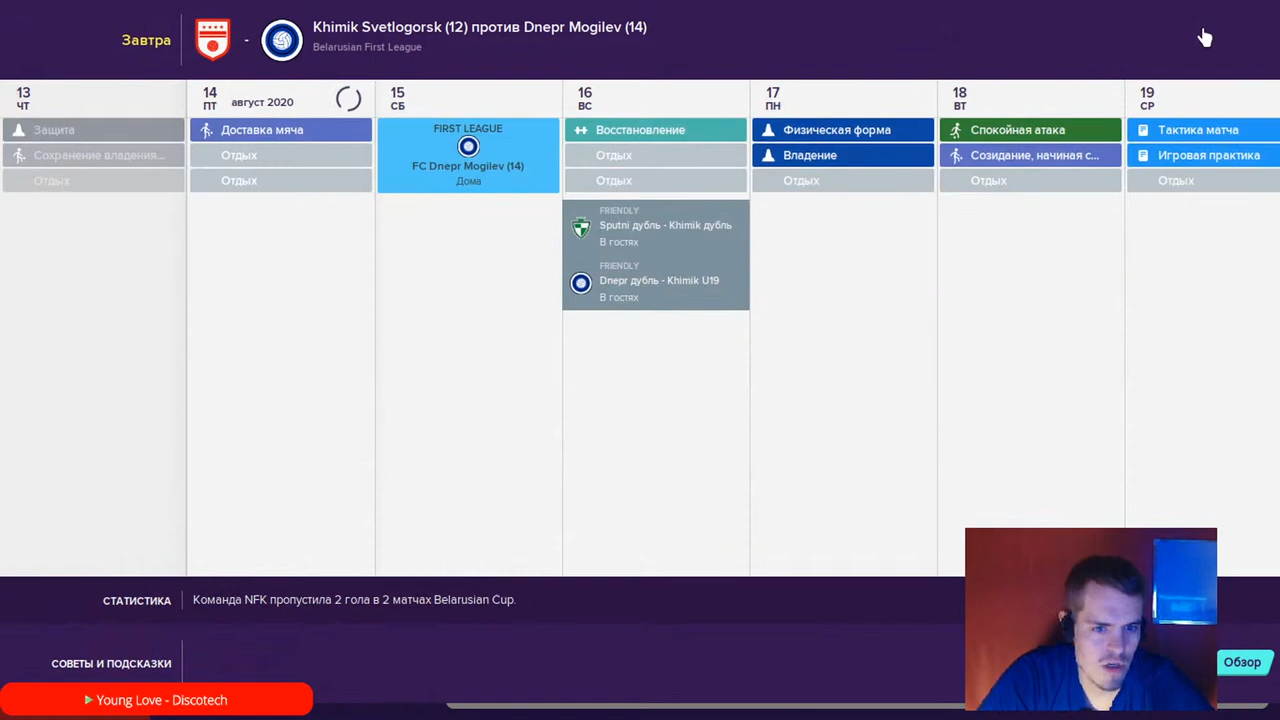 Завтра
-
Khimik Svetlogorsk (12) против Dnepr Mogilev (14)
Belarusian First League
13
ЧТ
14
ПТ
август 2020
15
СБ
16
ВС
17
ПН
18
ВТ
19
СР
Защита
Сохранение владения...
Отдых
Доставка мяча
Отдых
Отдых
FIRST LEAGUE
FC Dnepr Mogilev (14)
Дома
Восстановление
Отдых
Отдых
FRIENDLY
Sputni дубль - Khimik дубль
В гостях
FRIENDLY
Dnepr дубль - Khimik U19
В гостях
Физическая форма
Владение
Отдых
Спокойная атака
Созидание, начиная с...
Отдых
Тактика матча
Игровая практика
Отдых
СТАТИСТИКА
Команда NFK пропустила 2 гола в 2 матчах Belarusian Cup.
СОВЕТЫ И ПОДСКАЗКИ
Обзор
Young Love - Discotech